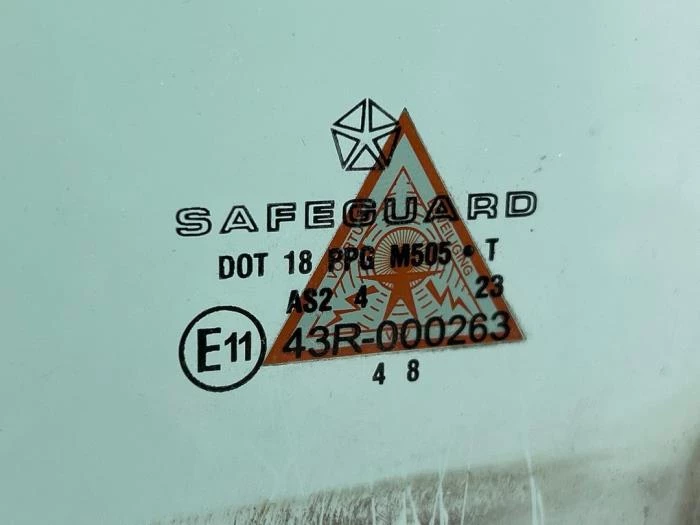 SAFEGUARD
DOT 18 PPG M505 • T
AS2 4 23
E11 43R-000263
4 8